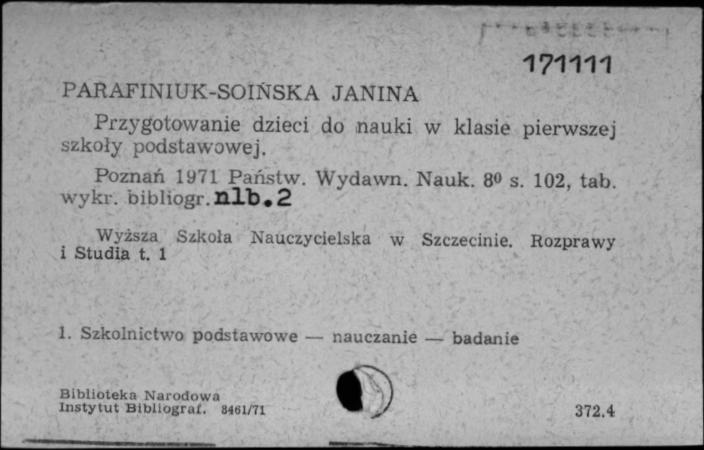 171111
PARAFINIUK-SOIŃSKA JANINA
Przygotowanie dzieci do nauki w klasie pierwszej
szkoły podstawowej.
Poznań 1971 Państw. Wydawn. Nauk. 8⁰ s. 102, tab.
wykr. bibliogr. nlb. 2
Wyższa Szkoła Nauczycielska w Szczecinie. Rozprawy
i Studia t. 1
1. Szkolnictwo podstawowe — nauczanie — badanie
Biblioteka Narodowa
Instytut Bibliograf. 8461/71
372.4